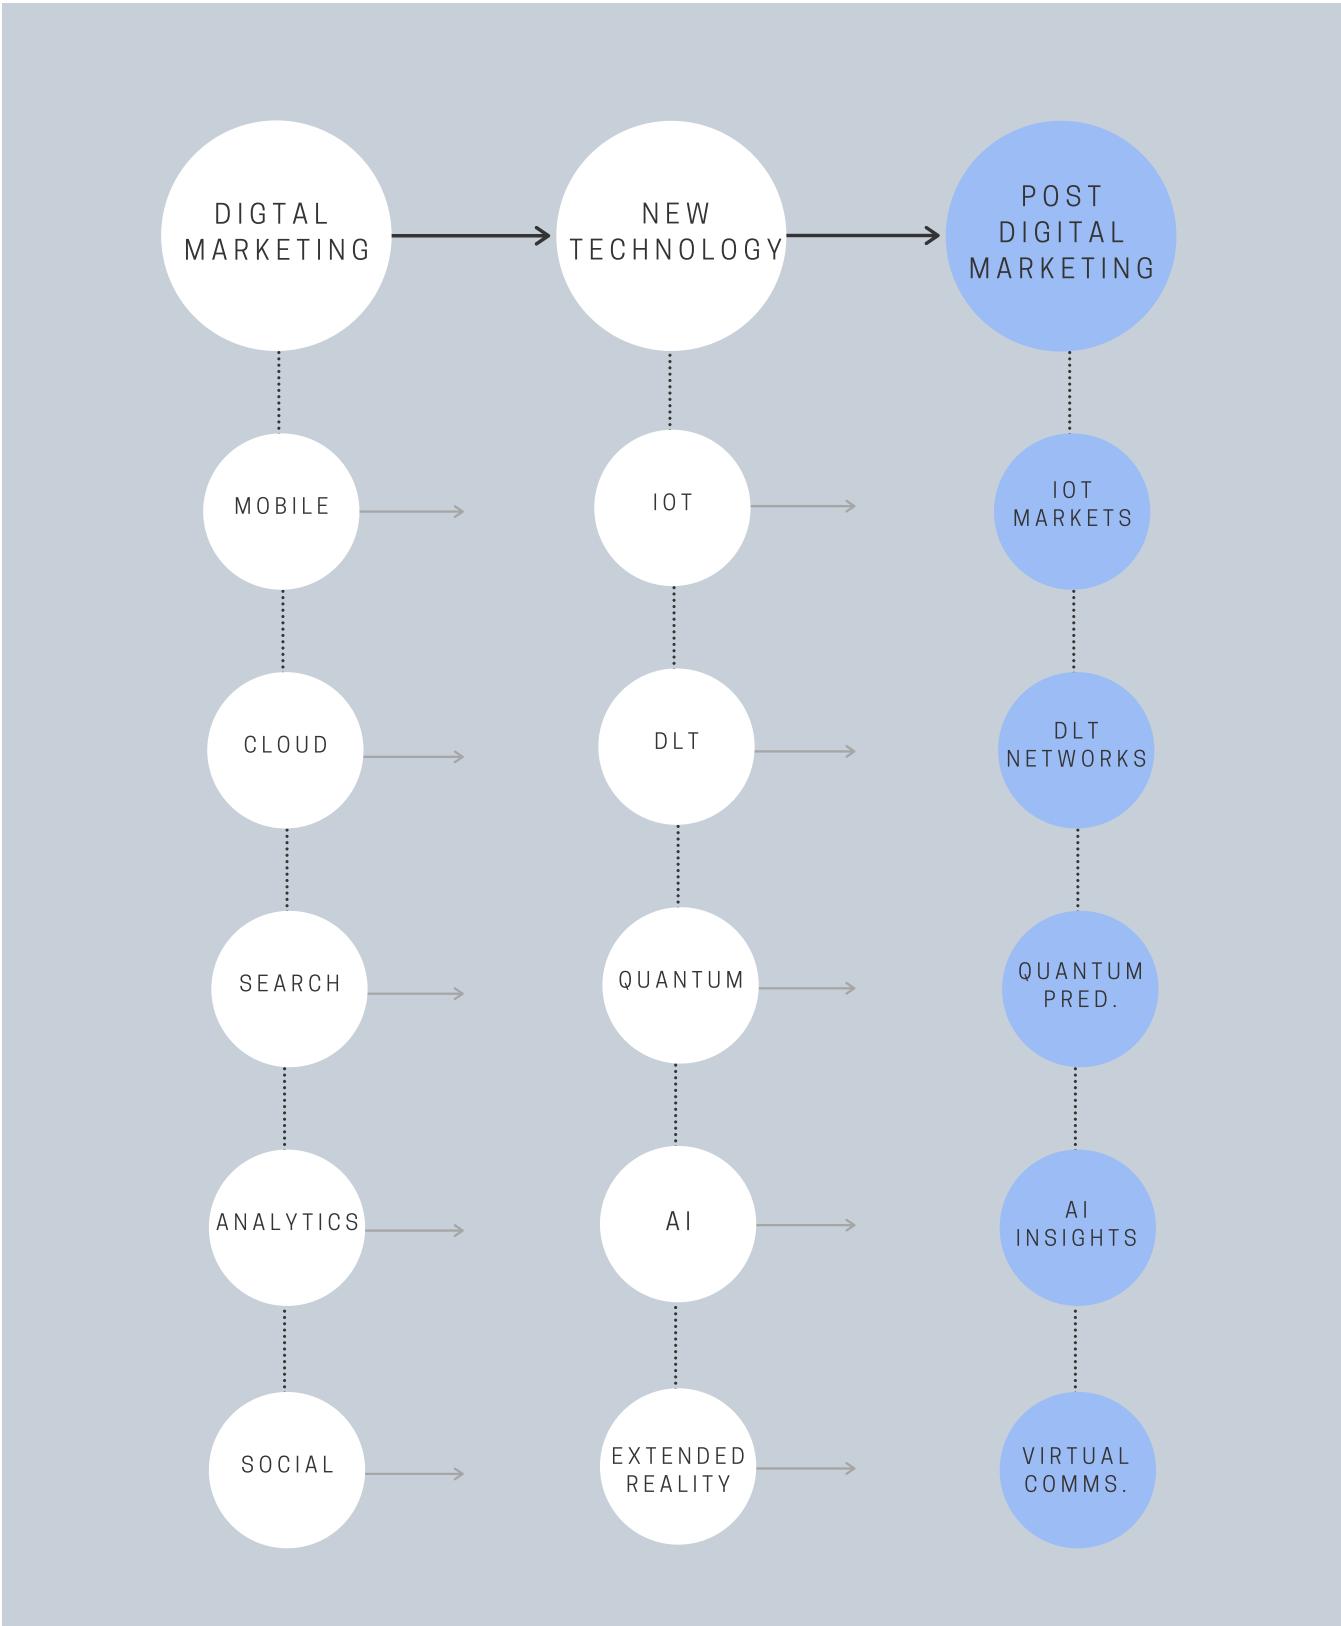 DIGTAL
MARKETING
NEW
TECHNOLOGY
POST
DIGITAL
MARKETING
MOBILE
IOT
IOT
MARKETS
CLOUD
DLT
DLT
NETWORKS
SEARCH
QUANTUM
QUANTUM
PRED.
ANALYTICS
AI
AI
INSIGHTS
SOCIAL
EXTENDED
REALITY
VIRTUAL
COMMS.